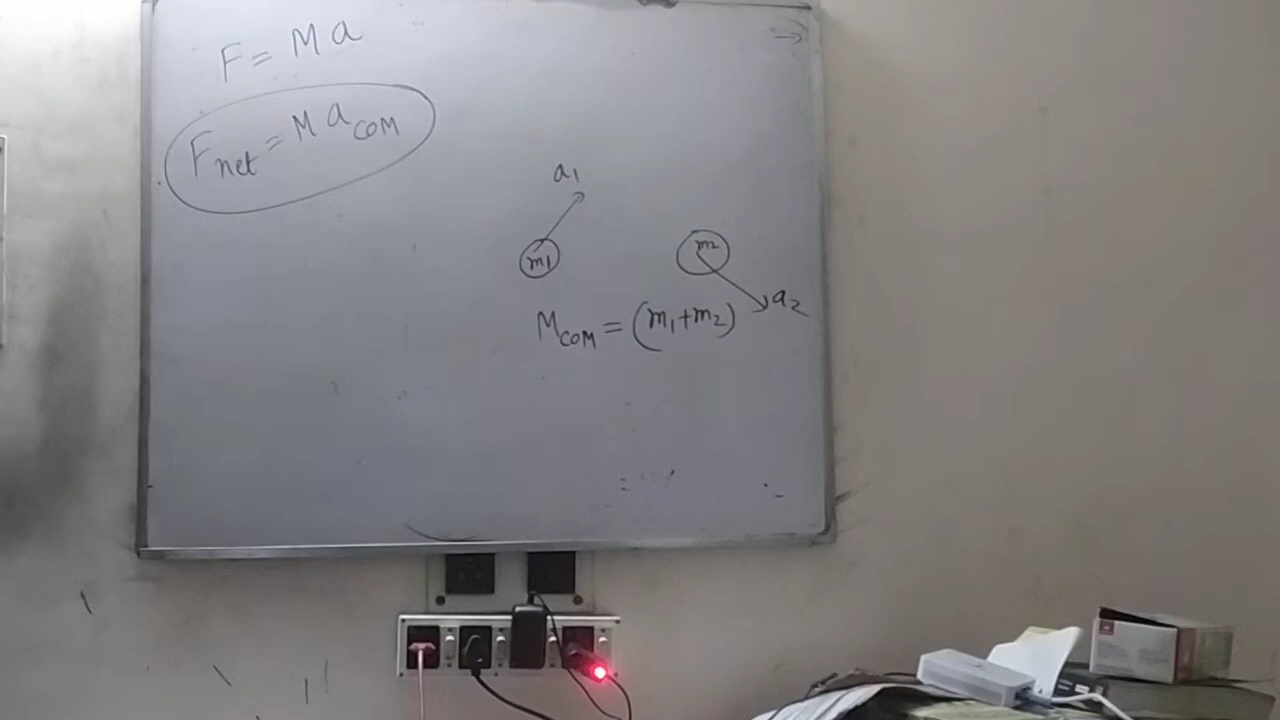 F = Ma
F_net = M a_COM
a₁
m₁
m₂
a₂
M_COM = (m₁+m₂)